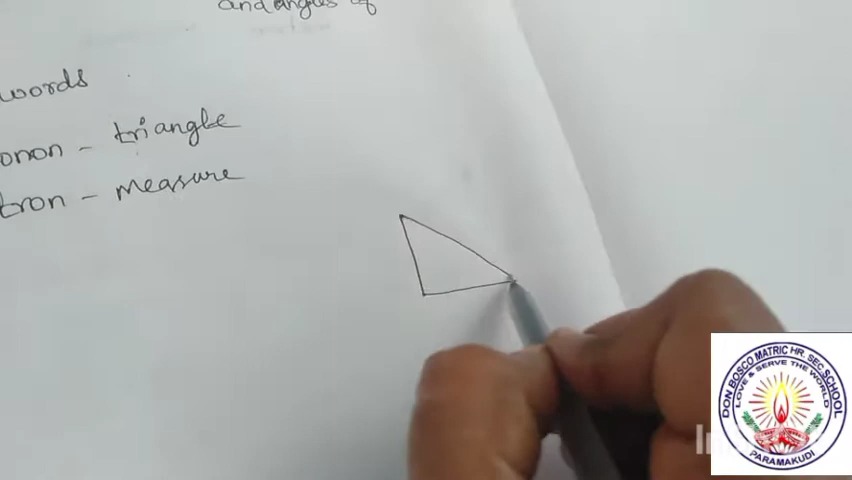 and angles of
words
onon - triangle
tron - measure
DON BOSCO MATRIC HR. SEC. SCHOOL
LOVE & SERVE THE WORLD
PARAMAKUDI